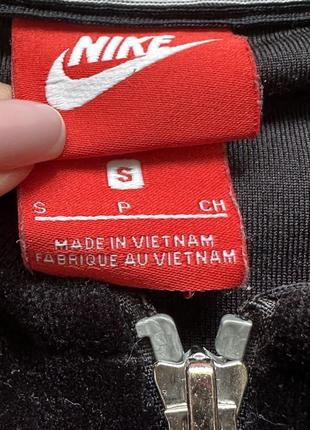 NIKE
S
S P CH
MADE IN VIETNAM
FABRIQUE AU VIETNAM